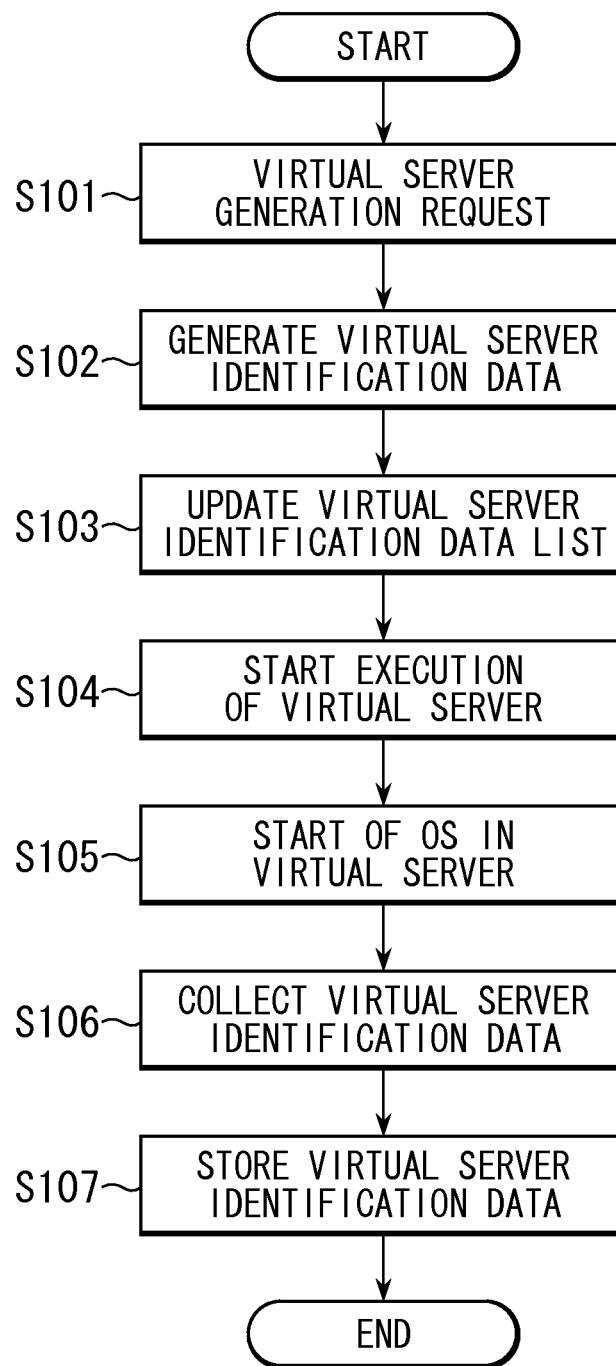 START
S101
VIRTUAL SERVER
GENERATION REQUEST
S102
GENERATE VIRTUAL SERVER
IDENTIFICATION DATA
S103
UPDATE VIRTUAL SERVER
IDENTIFICATION DATA LIST
S104
START EXECUTION
OF VIRTUAL SERVER
S105
START OF OS IN
VIRTUAL SERVER
S106
COLLECT VIRTUAL SERVER
IDENTIFICATION DATA
S107
STORE VIRTUAL SERVER
IDENTIFICATION DATA
END